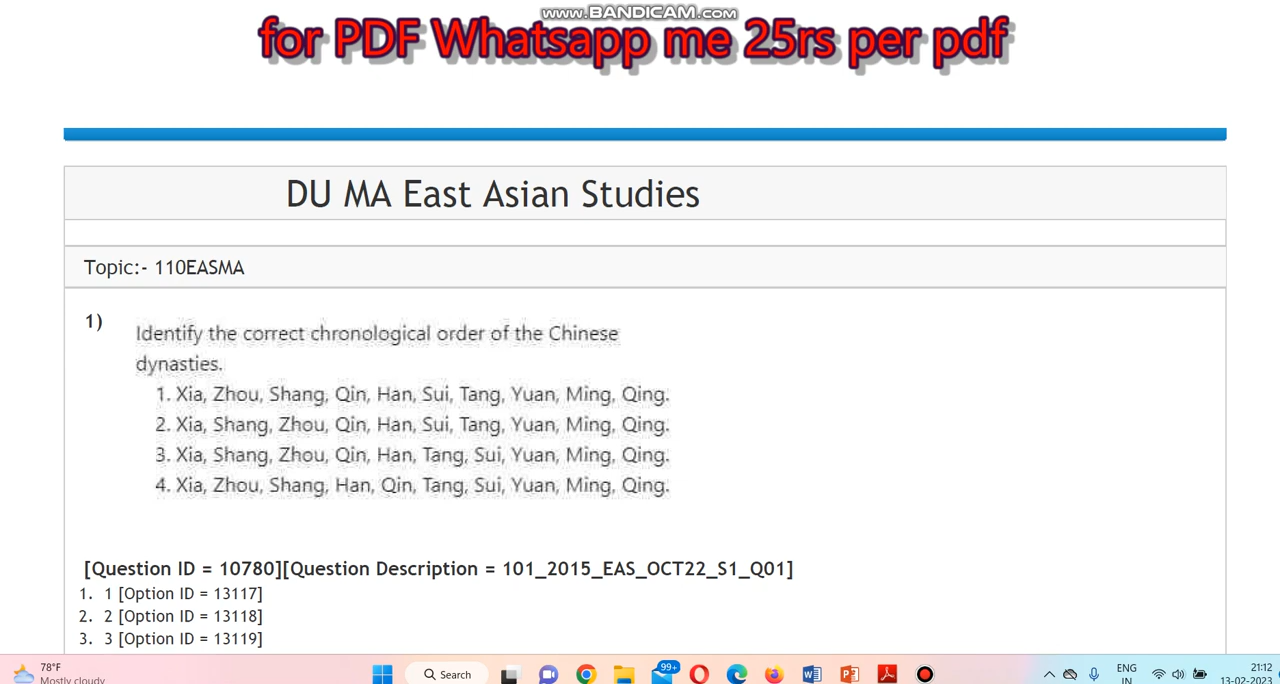 www.BANDICAM.com
for PDF Whatsapp me 25rs per pdf
DU MA East Asian Studies
Topic:- 110EASMA
1)
Identify the correct chronological order of the Chinese
dynasties.
1. Xia, Zhou, Shang, Qin, Han, Sui, Tang, Yuan, Ming, Qing.
2. Xia, Shang, Zhou, Qin, Han, Sui, Tang, Yuan, Ming, Qing.
3. Xia, Shang, Zhou, Qin, Han, Tang, Sui, Yuan, Ming, Qing.
4. Xia, Zhou, Shang, Han, Qin, Tang, Sui, Yuan, Ming, Qing.
[Question ID = 10780][Question Description = 101_2015_EAS_OCT22_S1_Q01]
1. 1 [Option ID = 13117]
2. 2 [Option ID = 13118]
3. 3 [Option ID = 13119]
78°F
Mostly cloudy
Search
99+
ENG
IN
21:12
13-02-2023